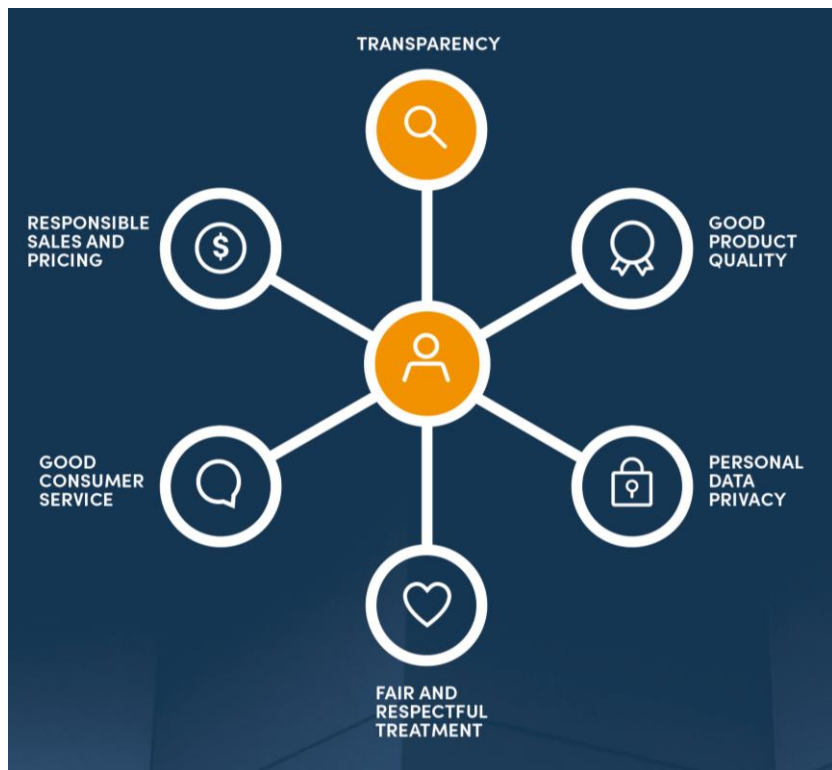 TRANSPARENCY
RESPONSIBLE
SALES AND
PRICING
$
GOOD
PRODUCT
QUALITY
GOOD
CONSUMER
SERVICE
PERSONAL
DATA
PRIVACY
FAIR AND
RESPECTFUL
TREATMENT